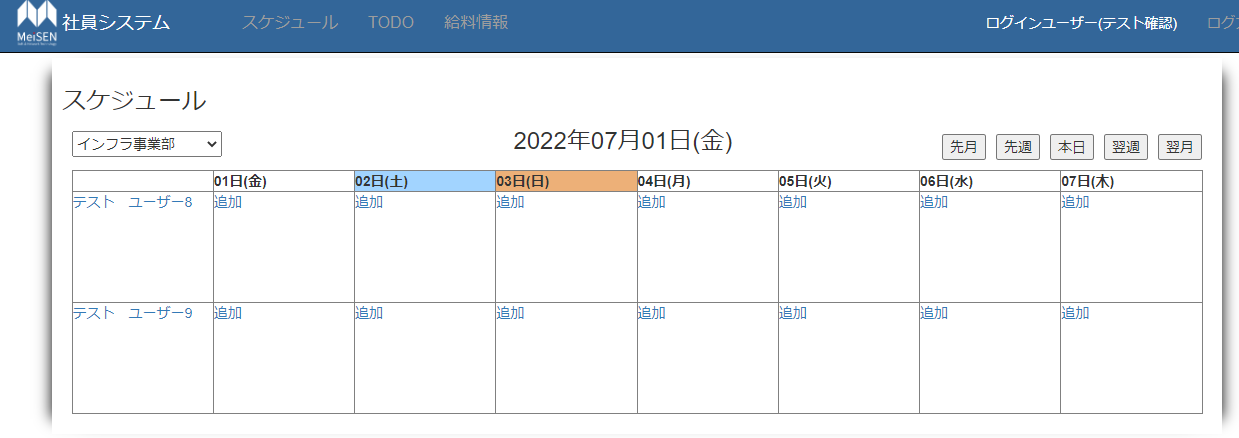 MeiSEN 社員システム スケジュール TODO 給料情報 ログインユーザー(テスト確認) ログ
スケジュール
インフラ事業部 2022年07月01日(金) 先月 先週 本日 翌週 翌月
01日(金) 02日(土) 03日(日) 04日(月) 05日(火) 06日(水) 07日(木)
テスト ユーザー8 追加 追加 追加 追加 追加 追加 追加
テスト ユーザー9 追加 追加 追加 追加 追加 追加 追加